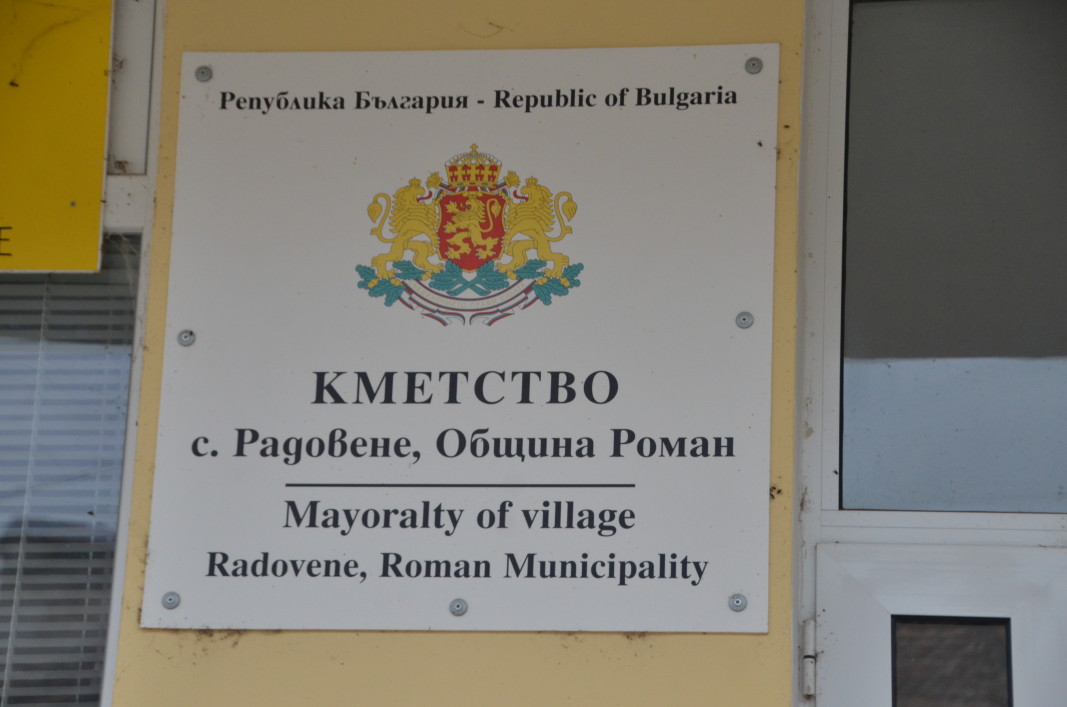 Република България - Republic of Bulgaria
КМЕТСТВО
с. Радовене, Община Роман
Mayoralty of village
Radovene, Roman Municipality
Е